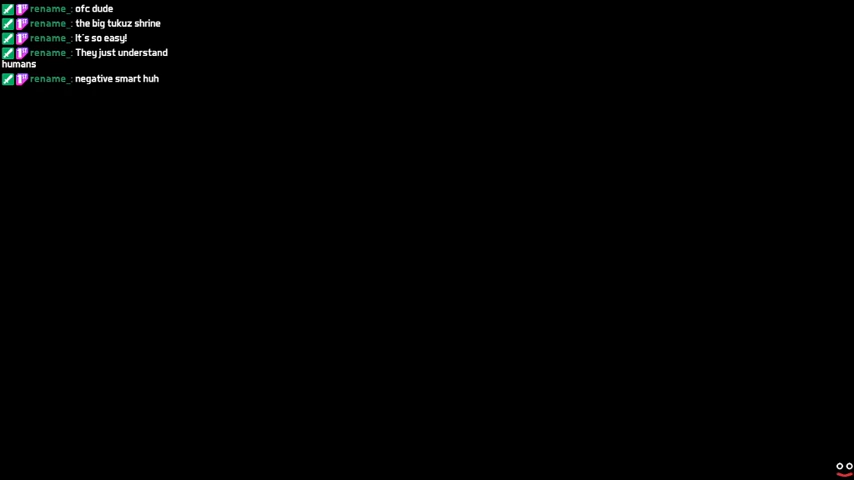 rename_: ofc dude
rename_: the big tukuz shrine
rename_: It's so easy!
rename_: They just understand
humans
rename_: negative smart huh